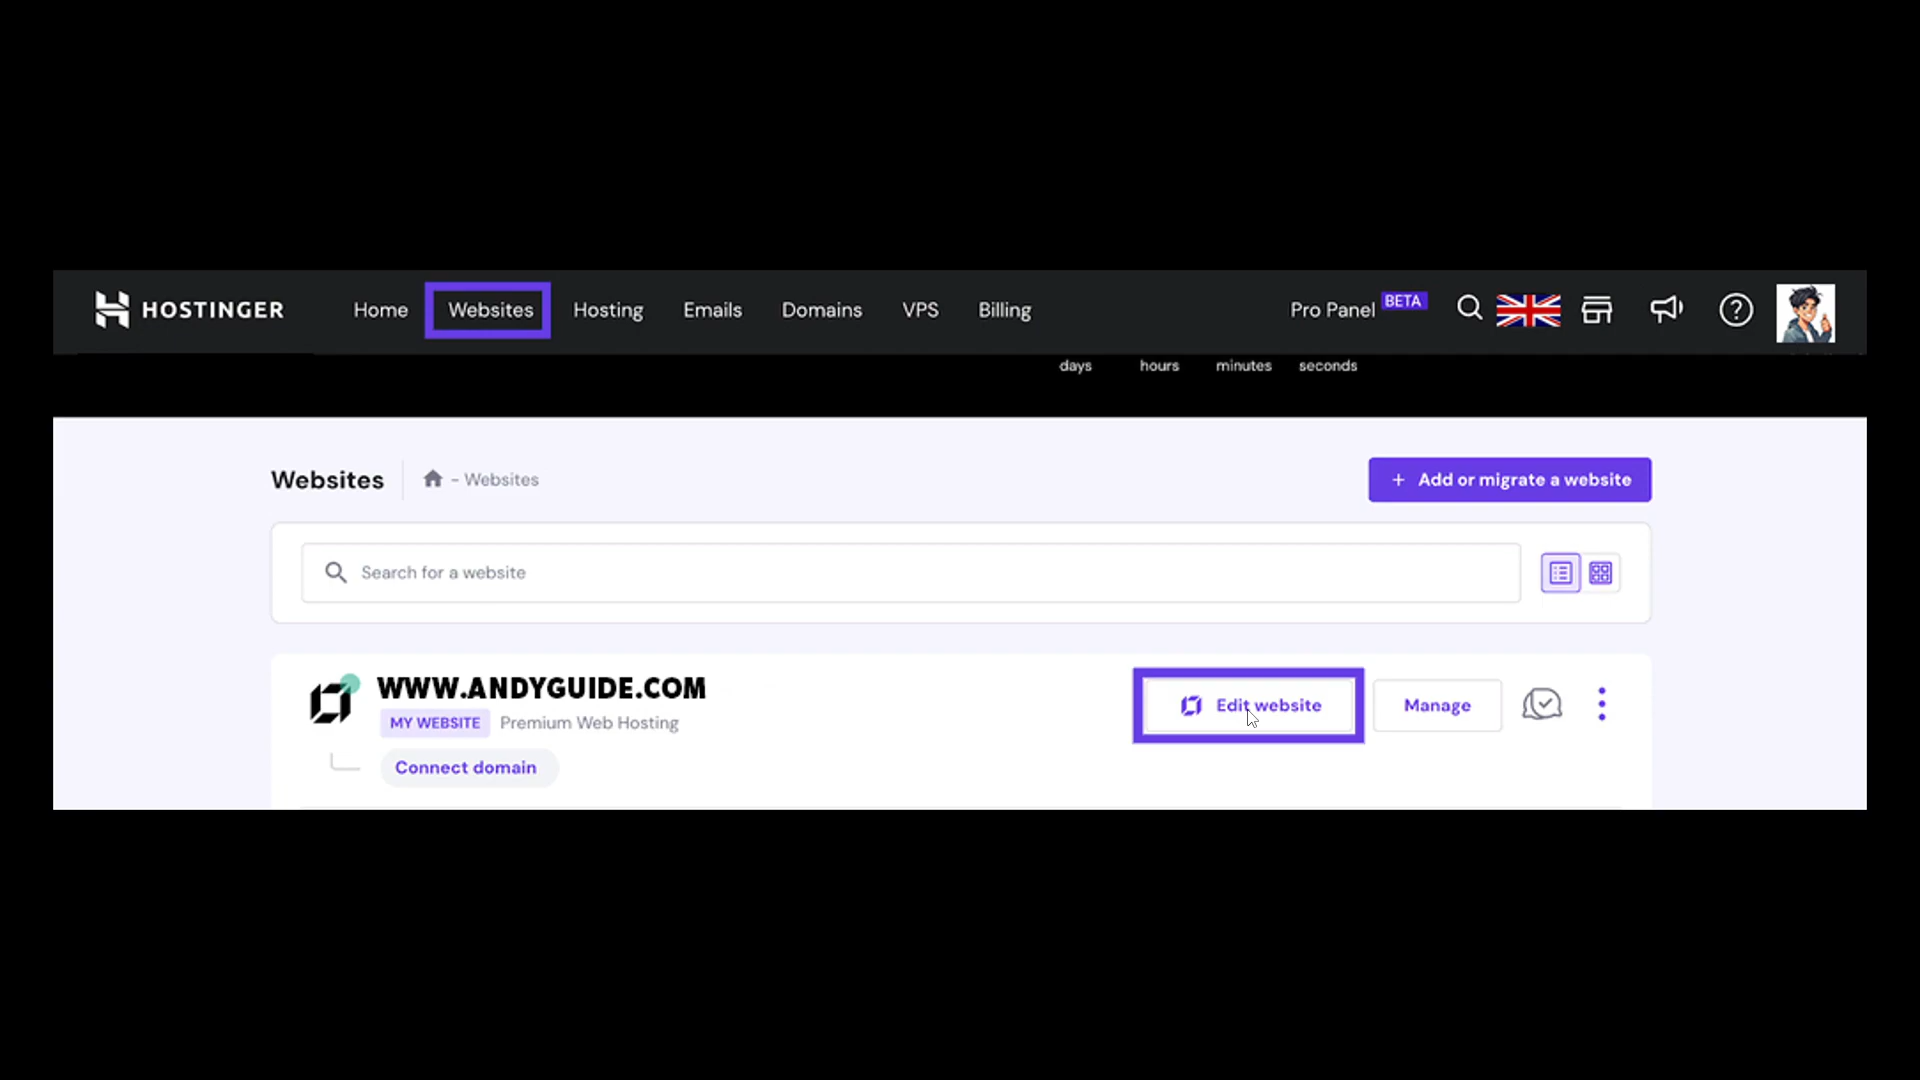 HOSTINGER Home Websites Hosting Emails Domains VPS Billing Pro Panel BETA
days hours minutes seconds
Websites - Websites + Add or migrate a website
Search for a website
WWW.ANDYGUIDE.COM
MY WEBSITE Premium Web Hosting
Edit website Manage
Connect domain